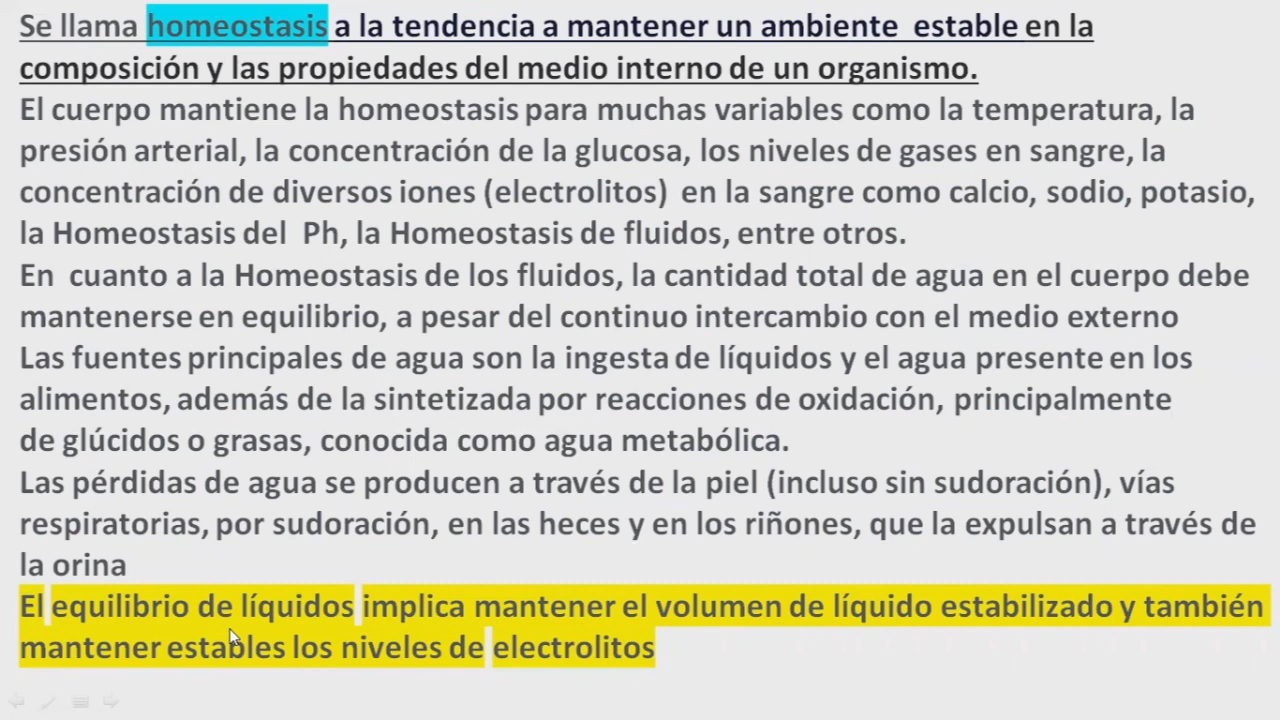 Se llama homeostasis a la tendencia a mantener un ambiente estable en la
composición y las propiedades del medio interno de un organismo.
El cuerpo mantiene la homeostasis para muchas variables como la temperatura, la
presión arterial, la concentración de la glucosa, los niveles de gases en sangre, la
concentración de diversos iones (electrolitos) en la sangre como calcio, sodio, potasio,
la Homeostasis del Ph, la Homeostasis de fluidos, entre otros.
En cuanto a la Homeostasis de los fluidos, la cantidad total de agua en el cuerpo debe
mantenerse en equilibrio, a pesar del continuo intercambio con el medio externo
Las fuentes principales de agua son la ingesta de líquidos y el agua presente en los
alimentos, además de la sintetizada por reacciones de oxidación, principalmente
de glúcidos o grasas, conocida como agua metabólica.
Las pérdidas de agua se producen a través de la piel (incluso sin sudoración), vías
respiratorias, por sudoración, en las heces y en los riñones, que la expulsan a través de
la orina
El equilibrio de líquidos implica mantener el volumen de líquido estabilizado y también
mantener estables los niveles de electrolitos